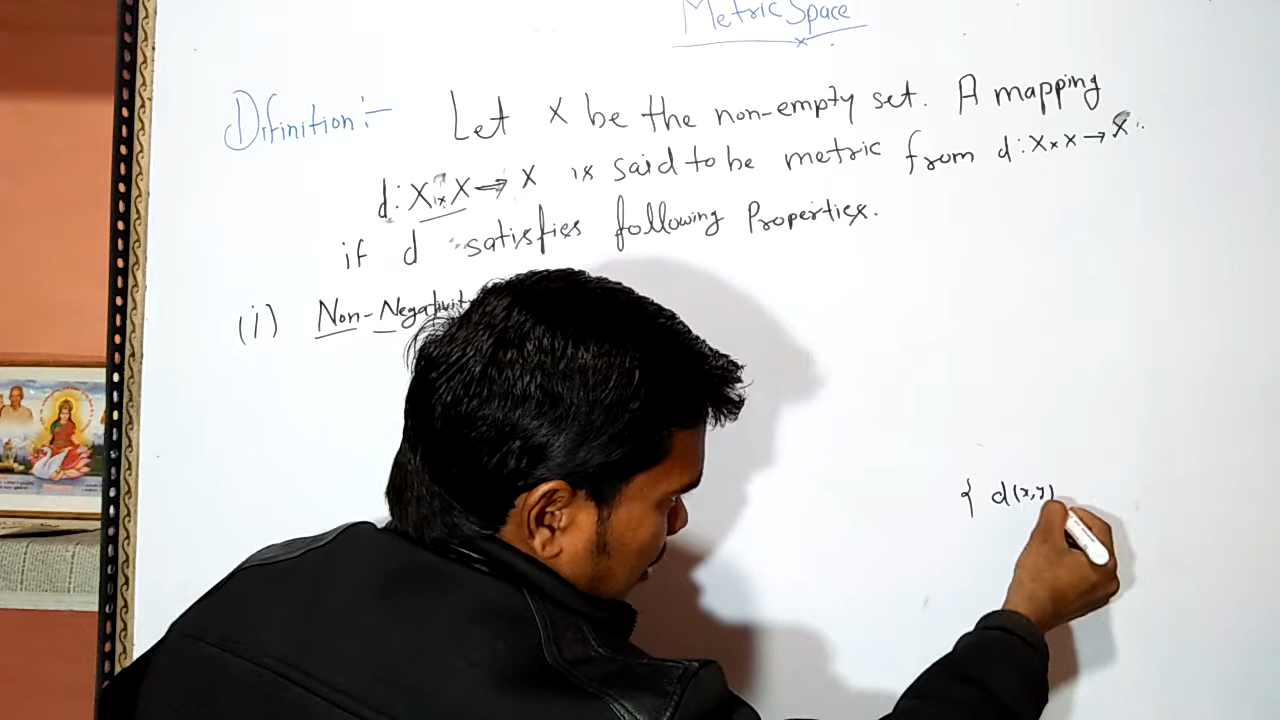 Metric Space
Difinition:- Let X be the non-empty set. A mapping
d: X × X → X is said to be metric from d: X × X → X.
if d satisfies following Properties.
(i) Non-Negativity
{ d(x,y)